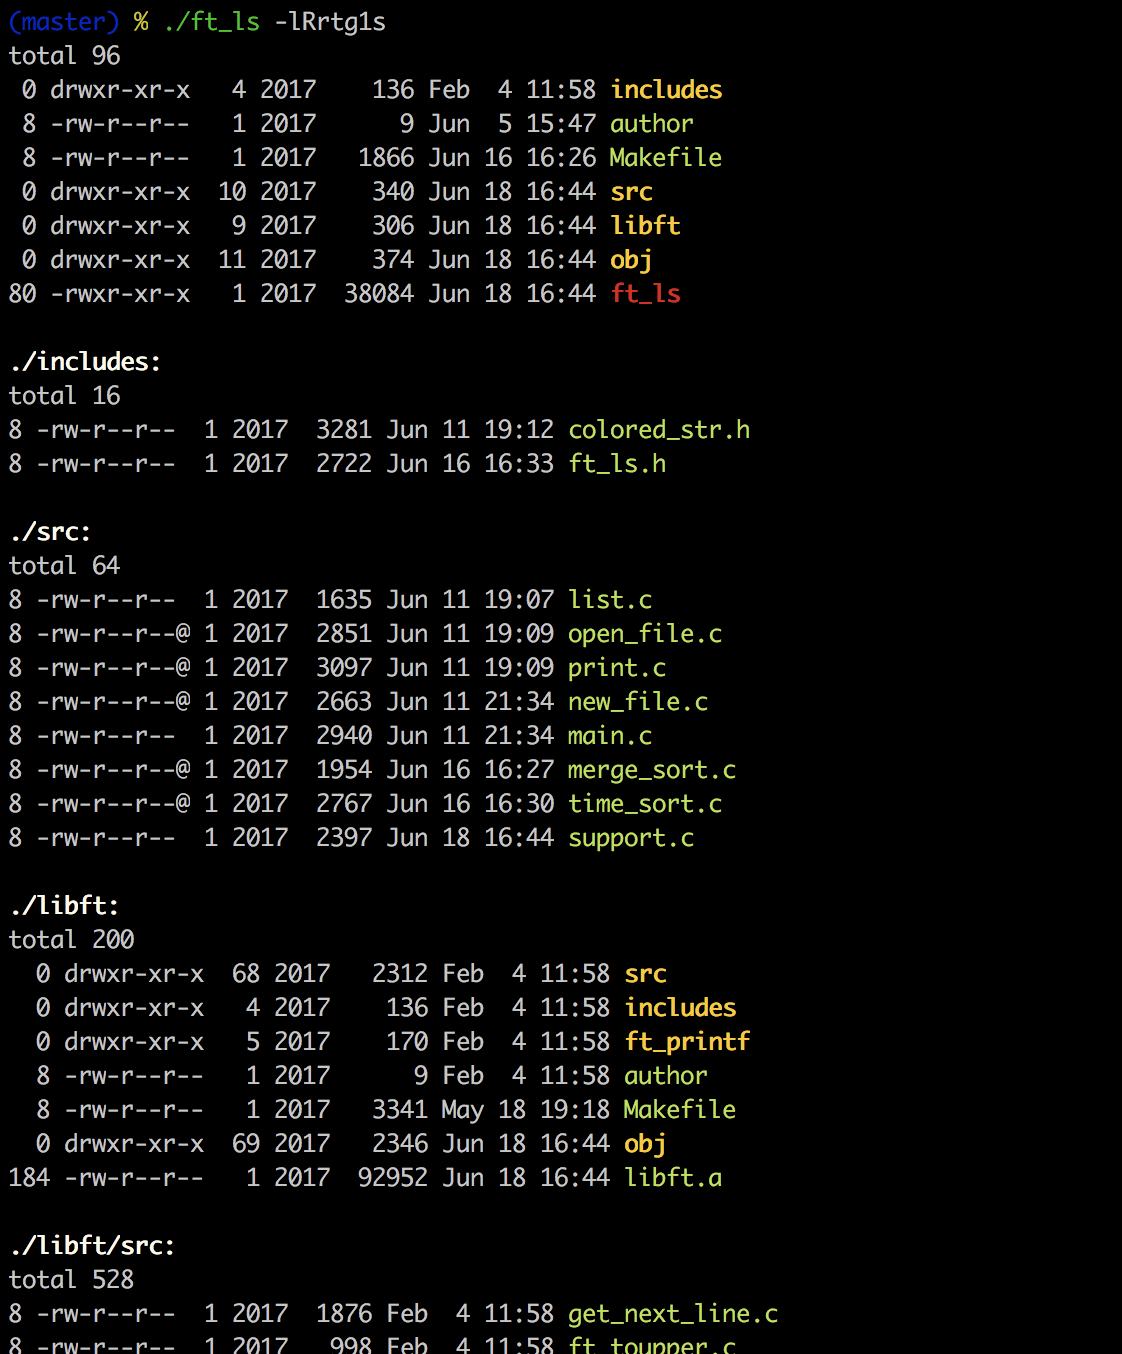 (master) % ./ft_ls -lRrtg1s
total 96
 0 drwxr-xr-x   4 2017    136 Feb  4 11:58 includes
 8 -rw-r--r--   1 2017      9 Jun  5 15:47 author
 8 -rw-r--r--   1 2017   1866 Jun 16 16:26 Makefile
 0 drwxr-xr-x  10 2017    340 Jun 18 16:44 src
 0 drwxr-xr-x   9 2017    306 Jun 18 16:44 libft
 0 drwxr-xr-x  11 2017    374 Jun 18 16:44 obj
80 -rwxr-xr-x   1 2017  38084 Jun 18 16:44 ft_ls

./includes:
total 16
8 -rw-r--r--  1 2017  3281 Jun 11 19:12 colored_str.h
8 -rw-r--r--  1 2017  2722 Jun 16 16:33 ft_ls.h

./src:
total 64
8 -rw-r--r--  1 2017  1635 Jun 11 19:07 list.c
8 -rw-r--r--@ 1 2017  2851 Jun 11 19:09 open_file.c
8 -rw-r--r--@ 1 2017  3097 Jun 11 19:09 print.c
8 -rw-r--r--@ 1 2017  2663 Jun 11 21:34 new_file.c
8 -rw-r--r--  1 2017  2940 Jun 11 21:34 main.c
8 -rw-r--r--@ 1 2017  1954 Jun 16 16:27 merge_sort.c
8 -rw-r--r--@ 1 2017  2767 Jun 16 16:30 time_sort.c
8 -rw-r--r--  1 2017  2397 Jun 18 16:44 support.c

./libft:
total 200
  0 drwxr-xr-x  68 2017   2312 Feb  4 11:58 src
  0 drwxr-xr-x   4 2017    136 Feb  4 11:58 includes
  0 drwxr-xr-x   5 2017    170 Feb  4 11:58 ft_printf
  8 -rw-r--r--   1 2017      9 Feb  4 11:58 author
  8 -rw-r--r--   1 2017   3341 May 18 19:18 Makefile
  0 drwxr-xr-x  69 2017   2346 Jun 18 16:44 obj
184 -rw-r--r--   1 2017  92952 Jun 18 16:44 libft.a

./libft/src:
total 528
8 -rw-r--r--  1 2017  1876 Feb  4 11:58 get_next_line.c
8 -rw-r--r--  1 2017   998 Feb  4 11:58 ft_toupper.c